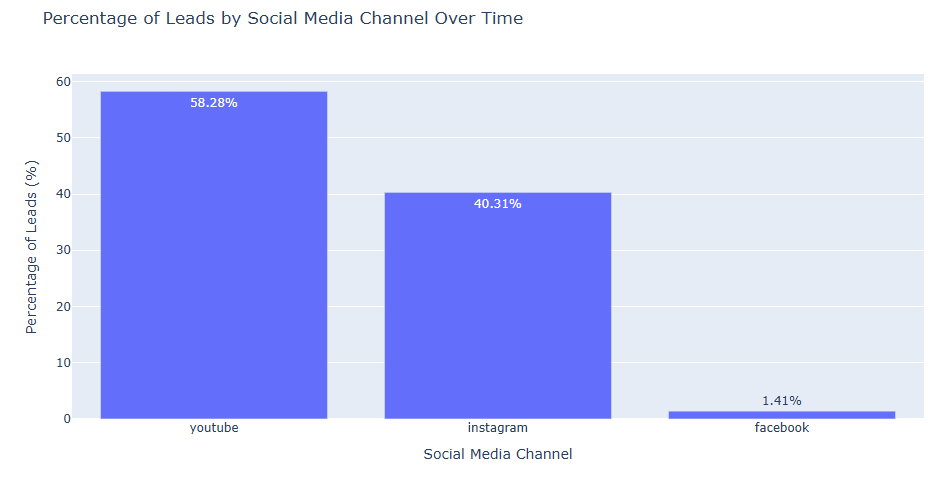 Percentage of Leads by Social Media Channel Over Time
Percentage of Leads (%)
60
50
40
30
20
10
0
58.28%
40.31%
1.41%
youtube
instagram
facebook
Social Media Channel